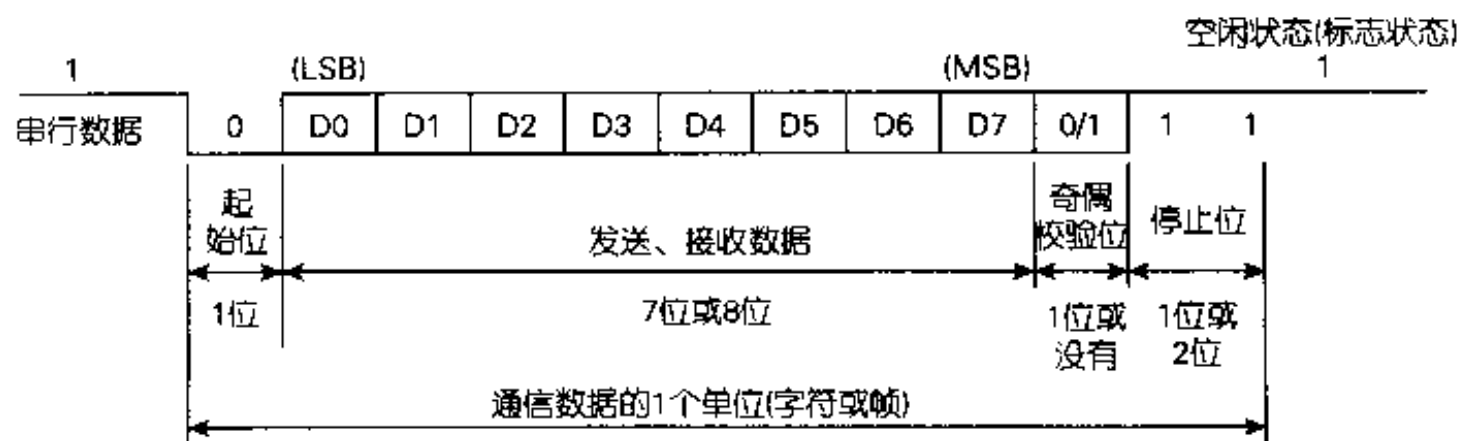 空闲状态(标志状态)
1 (LSB) (MSB) 1
串行数据 0 D0 D1 D2 D3 D4 D5 D6 D7 0/1 1 1
起
始位
发送、接收数据
奇偶
校验位
停止位
1位
7位或8位
1位或
没有
1位或
2位
通信数据的1个单位(字符或帧)